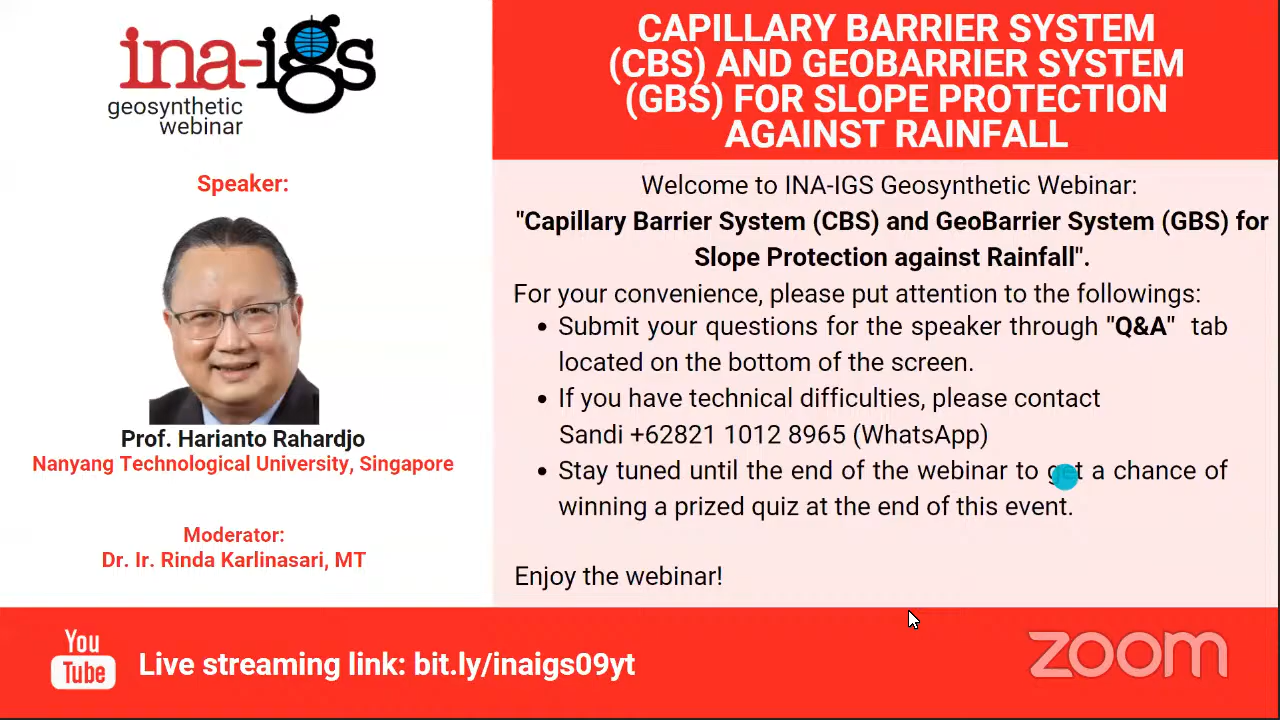 ina-igs
geosynthetic
webinar
Speaker:
Prof. Harianto Rahardjo
Nanyang Technological University, Singapore
Moderator:
Dr. Ir. Rinda Karlinasari, MT
CAPILLARY BARRIER SYSTEM
(CBS) AND GEOBARRIER SYSTEM
(GBS) FOR SLOPE PROTECTION
AGAINST RAINFALL
Welcome to INA-IGS Geosynthetic Webinar:
"Capillary Barrier System (CBS) and GeoBarrier System (GBS) for
Slope Protection against Rainfall".
For your convenience, please put attention to the followings:
• Submit your questions for the speaker through "Q&A" tab
located on the bottom of the screen.
• If you have technical difficulties, please contact
Sandi +62821 1012 8965 (WhatsApp)
• Stay tuned until the end of the webinar to get a chance of
winning a prized quiz at the end of this event.
Enjoy the webinar!
You
Tube
Live streaming link: bit.ly/inaigs09yt
zoom